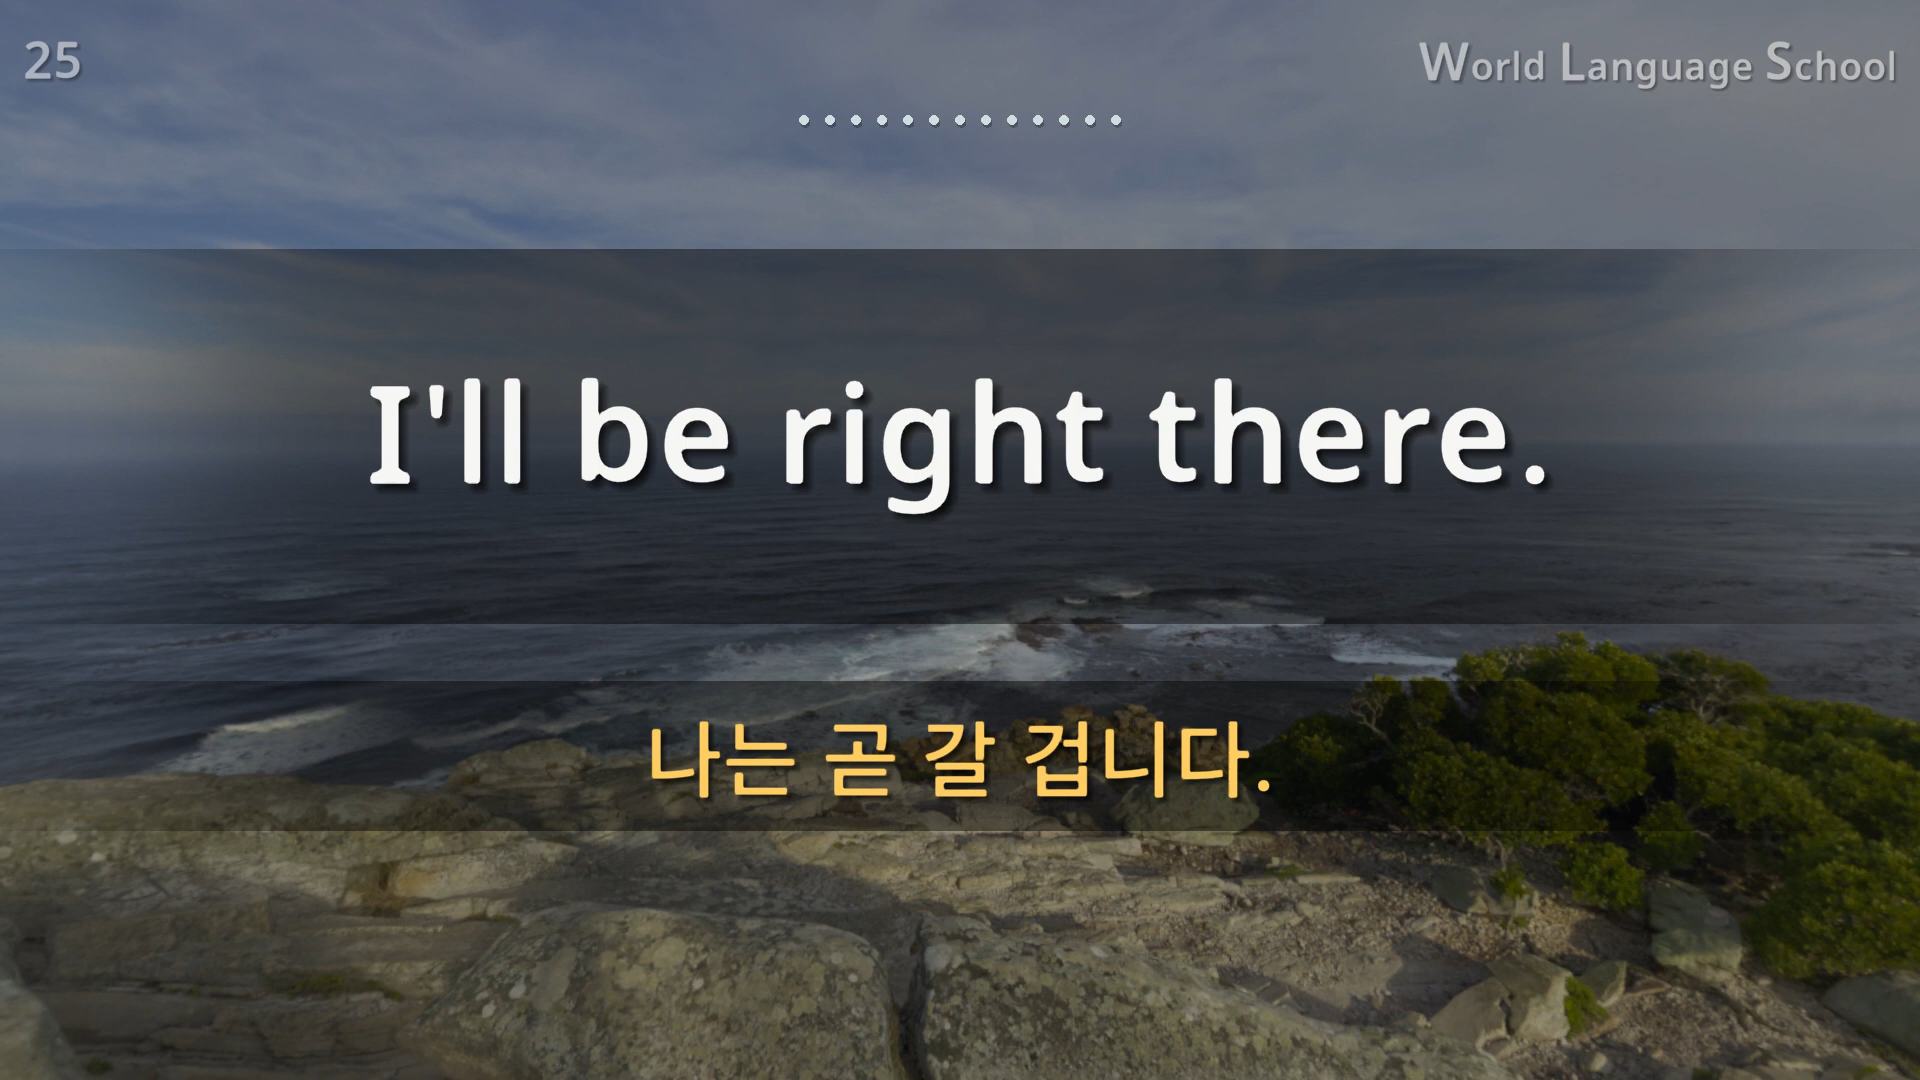 25
World Language School
I'll be right there.
나는 곧 갈 겁니다.